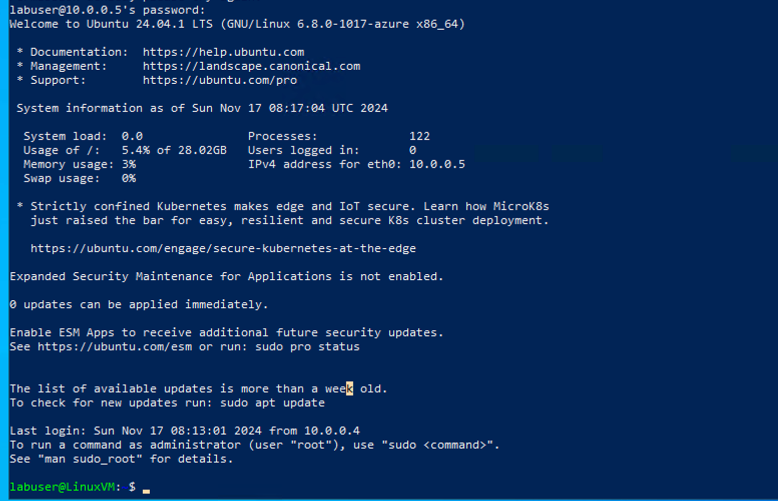 labuser@10.0.0.5's password:
Welcome to Ubuntu 24.04.1 LTS (GNU/Linux 6.8.0-1017-azure x86_64)
* Documentation:  https://help.ubuntu.com
* Management:     https://landscape.canonical.com
* Support:        https://ubuntu.com/pro
System information as of Sun Nov 17 08:17:04 UTC 2024
System load:  0.0                Processes:             122
Usage of /:   5.4% of 28.02GB   Users logged in:       0
Memory usage: 3%                 IPv4 address for eth0: 10.0.0.5
Swap usage:   0%
* Strictly confined Kubernetes makes edge and IoT secure. Learn how MicroK8s
just raised the bar for easy, resilient and secure K8s cluster deployment.
https://ubuntu.com/engage/secure-kubernetes-at-the-edge
Expanded Security Maintenance for Applications is not enabled.
0 updates can be applied immediately.
Enable ESM Apps to receive additional future security updates.
See https://ubuntu.com/esm or run: sudo pro status
The list of available updates is more than a week old.
To check for new updates run: sudo apt update
Last login: Sun Nov 17 08:13:01 2024 from 10.0.0.4
To run a command as administrator (user "root"), use "sudo <command>".
See "man sudo_root" for details.
labuser@LinuxVM: $ _